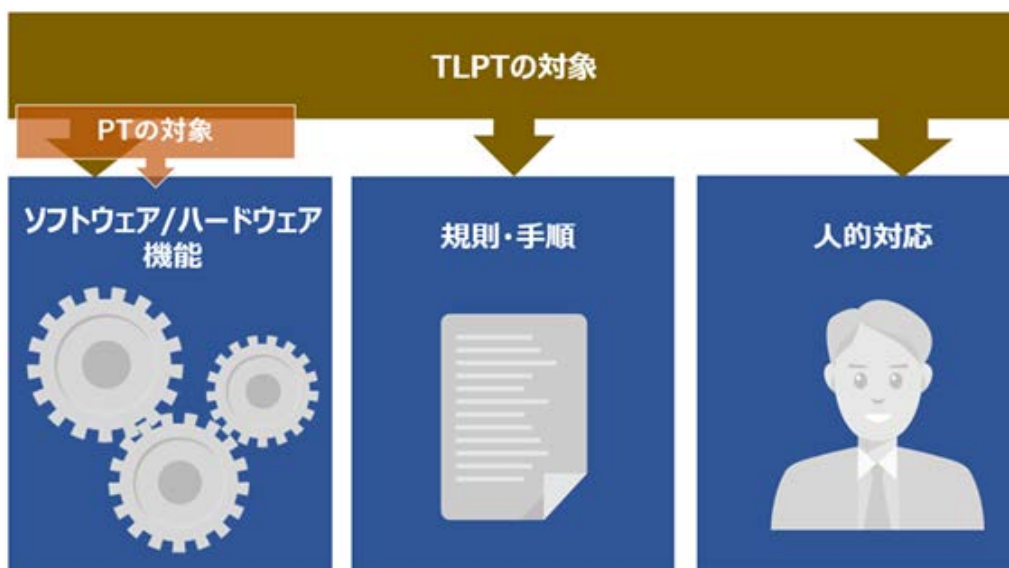 TLPTの対象
PTの対象
ソフトウェア/ハードウェア
機能
規則・手順
人的対応